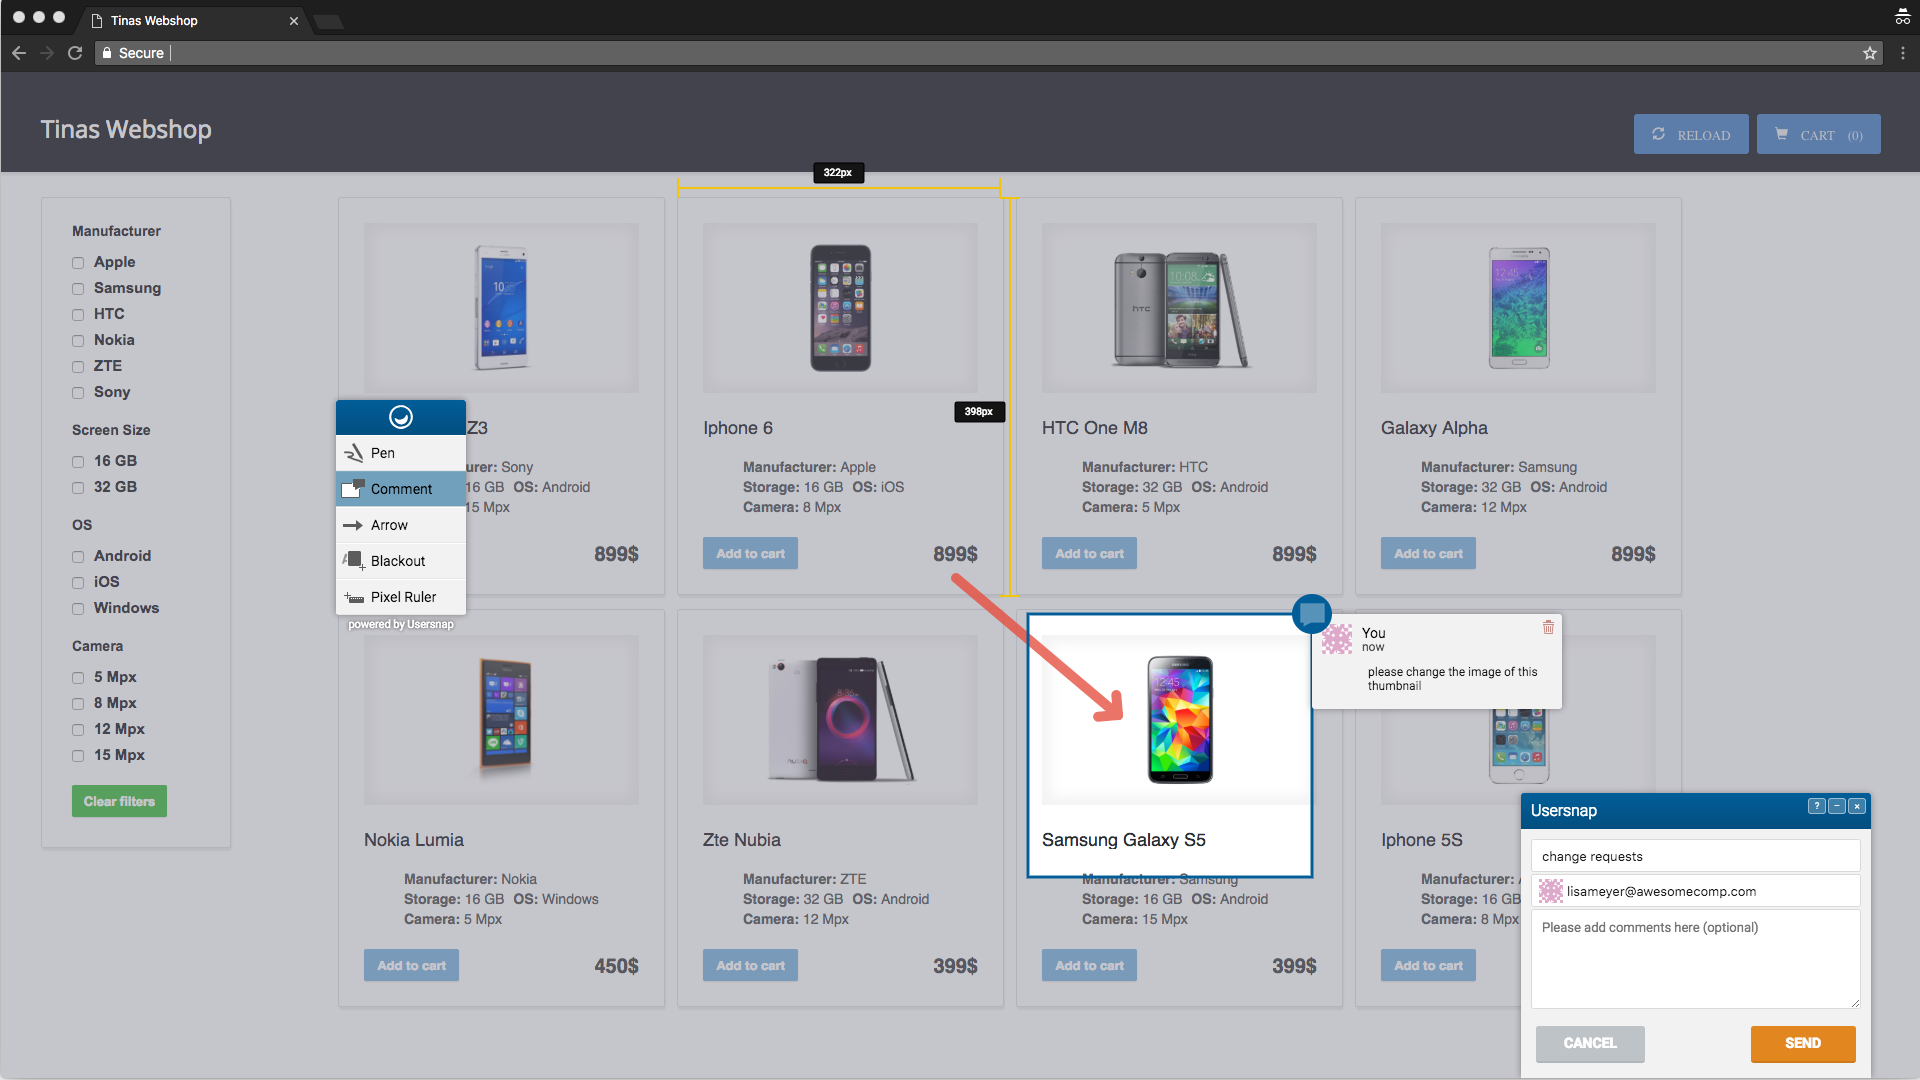 Tinas Webshop
Secure
Tinas Webshop
RELOAD
CART (0)
322px
Manufacturer
Apple
Samsung
HTC
Nokia
ZTE
Sony
Screen Size
16 GB
32 GB
OS
Android
iOS
Windows
Camera
5 Mpx
8 Mpx
12 Mpx
15 Mpx
Clear filters
Pen
Comment
Arrow
Blackout
Pixel Ruler
powered by Usersnap
Z3
Sony
16 GB OS: Android
15 Mpx
899$
398px
Iphone 6
Manufacturer: Apple
Storage: 16 GB OS: iOS
Camera: 8 Mpx
Add to cart
899$
HTC One M8
Manufacturer: HTC
Storage: 32 GB OS: Android
Camera: 5 Mpx
Add to cart
899$
Galaxy Alpha
Manufacturer: Samsung
Storage: 32 GB OS: Android
Camera: 12 Mpx
Add to cart
899$
Nokia Lumia
Manufacturer: Nokia
Storage: 16 GB OS: Windows
Camera: 5 Mpx
Add to cart
450$
Zte Nubia
Manufacturer: ZTE
Storage: 32 GB OS: Android
Camera: 12 Mpx
Add to cart
399$
Samsung Galaxy S5
Manufacturer: Samsung
Storage: 16 GB OS: Android
Camera: 15 Mpx
Add to cart
399$
You
now
please change the image of this
thumbnail
Iphone 5S
Manufacturer:
Storage: 16 GB
Camera: 8 Mpx
Add to cart
Usersnap
change requests
lisameyer@awesomecomp.com
Please add comments here (optional)
CANCEL
SEND